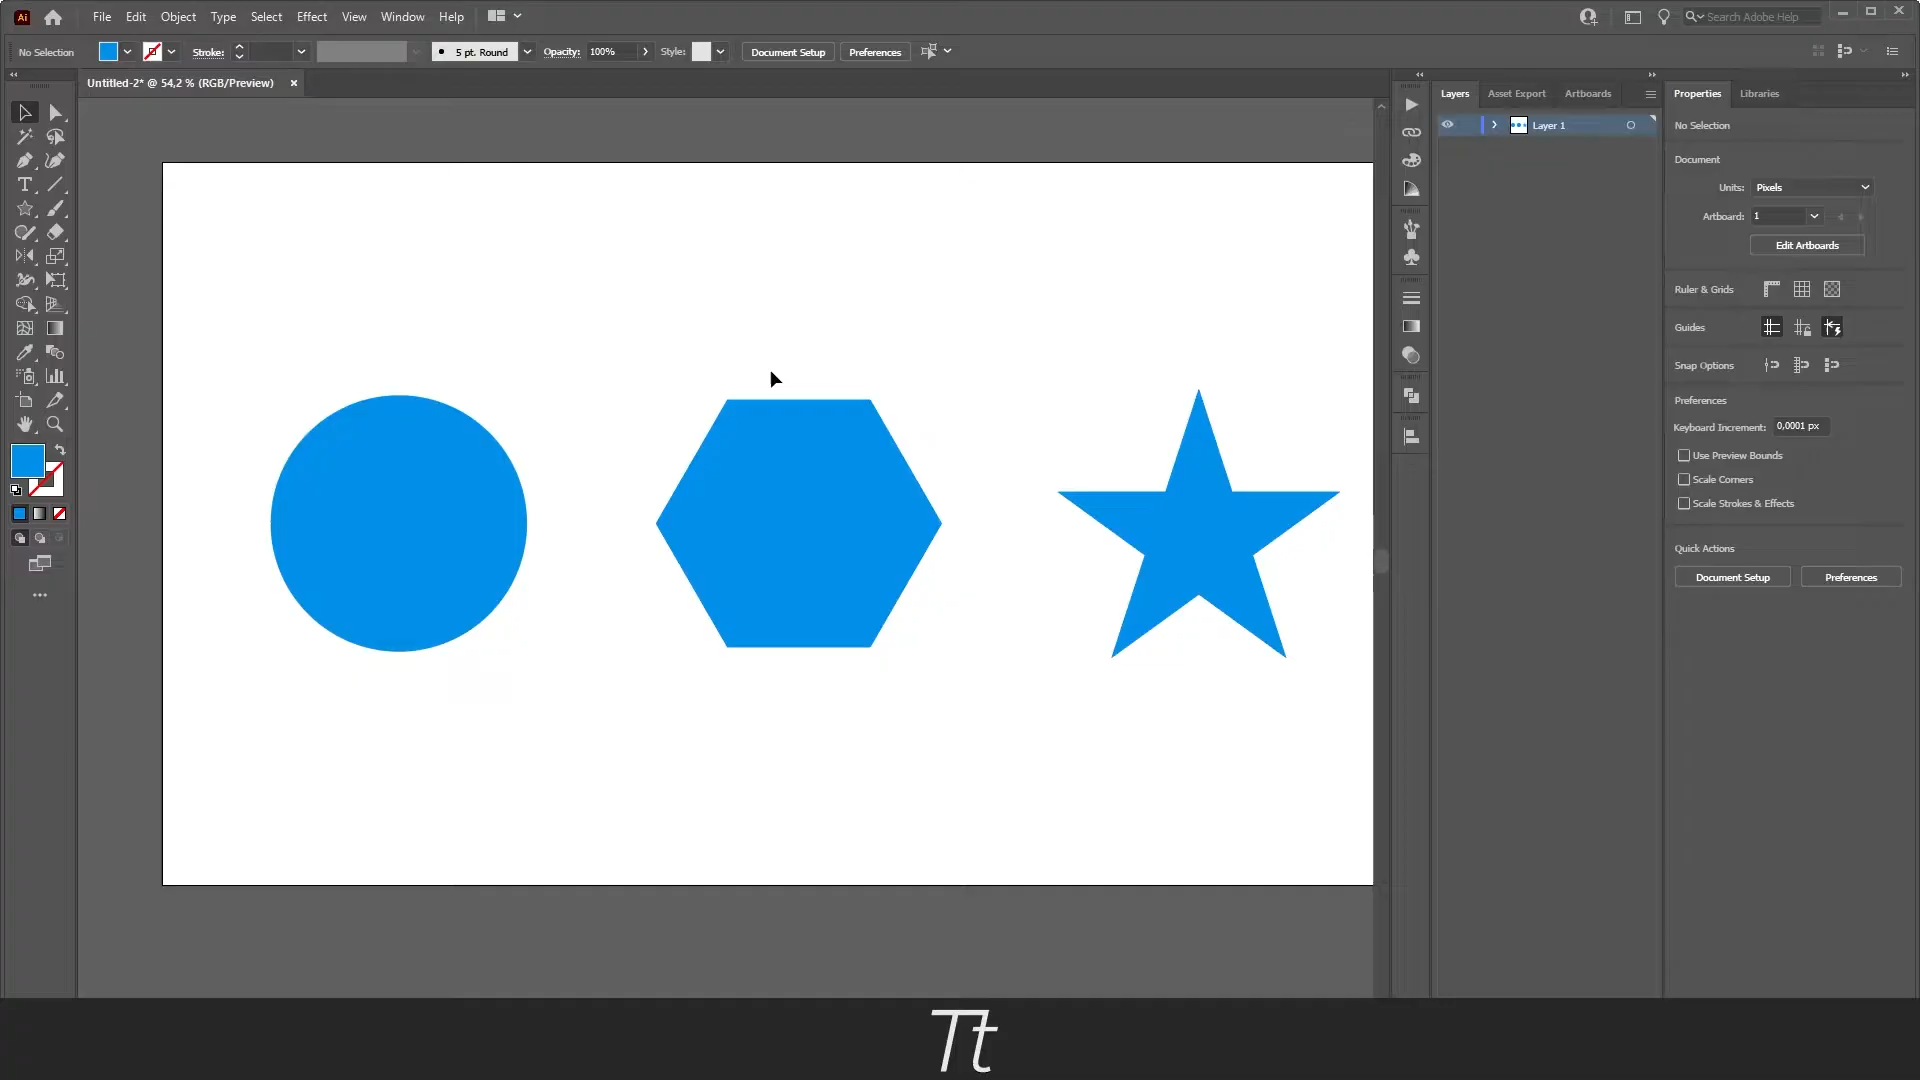 Ai File Edit Object Type Select Effect View Window Help Search Adobe Help
No Selection Stroke: 5 pt. Round Opacity: 100% Style: Document Setup Preferences
Untitled-2* @ 54,2 % (RGB/Preview)
Layers Asset Export Artboards
Layer 1
Properties Libraries
No Selection
Document
Units: Pixels
Artboard: 1
Edit Artboards
Ruler & Grids
Guides
Snap Options
Preferences
Keyboard Increment: 0,0001 px
Use Preview Bounds
Scale Corners
Scale Strokes & Effects
Quick Actions
Document Setup Preferences
Tt